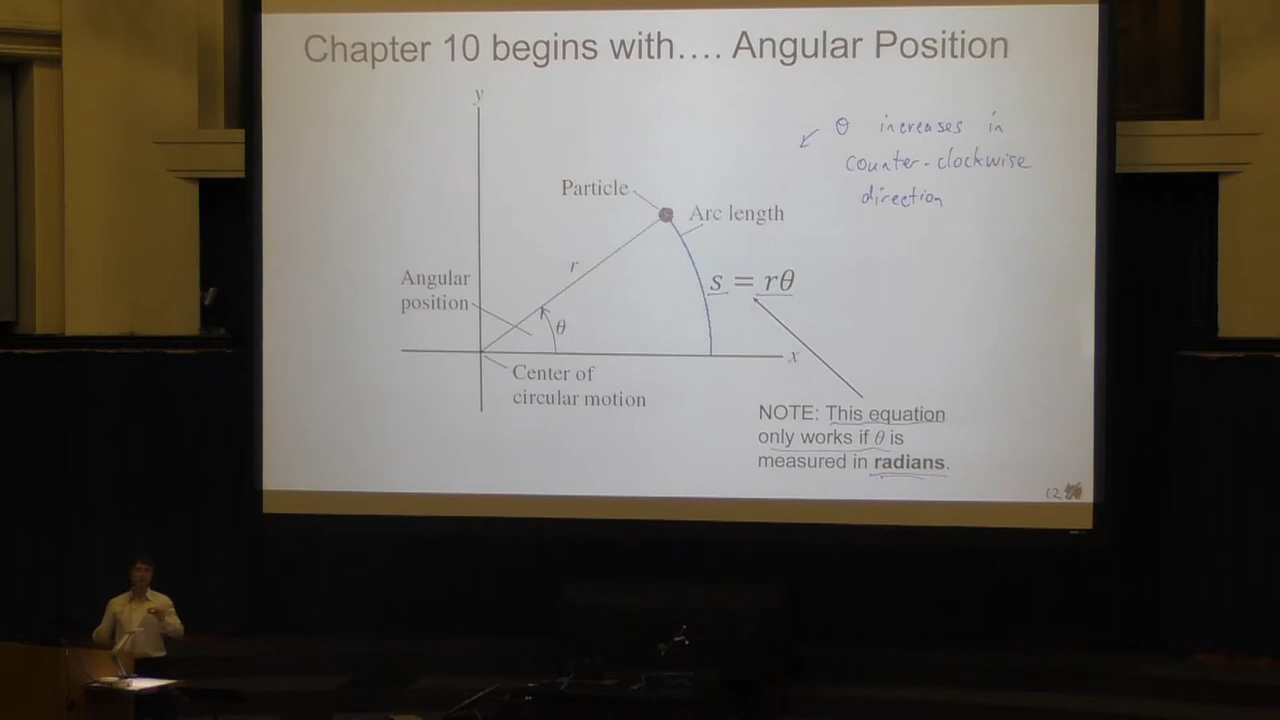 Chapter 10 begins with…. Angular Position
y
θ increases in
counter-clockwise
direction
Particle
Arc length
r
s = rθ
Angular
position
θ
x
Center of
circular motion
NOTE: This equation
only works if θ is
measured in radians.
12